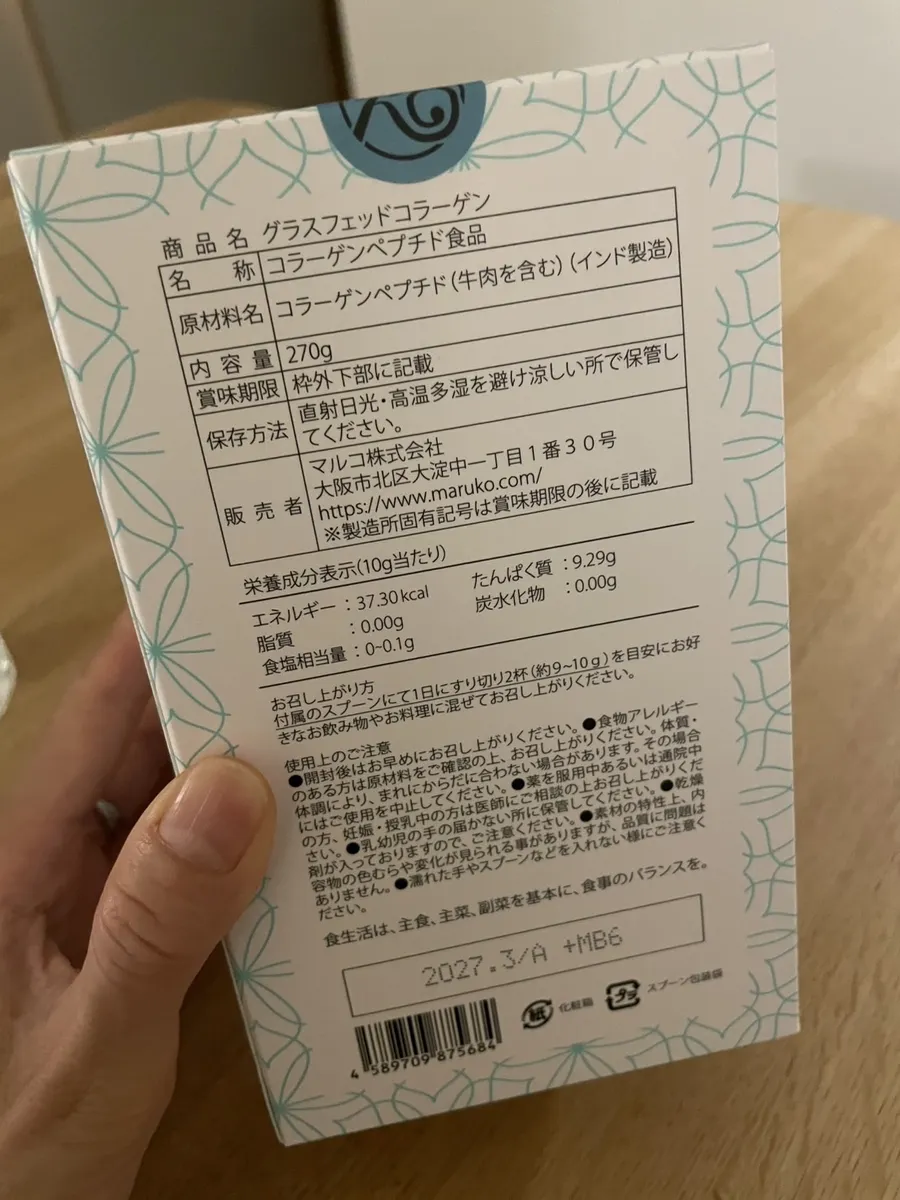 商品名 グラスフェッドコラーゲン
名称 コラーゲンペプチド食品
原材料名 コラーゲンペプチド(牛肉を含む)(インド製造)
内容量 270g
賞味期限 枠外下部に記載
保存方法 直射日光・高温多湿を避け涼しい所で保管し
てください。
販売者 マルコ株式会社
大阪市北区大淀中一丁目1番30号
https://www.maruko.com/
※製造所固有記号は賞味期限の後に記載
栄養成分表示(10g当たり)
エネルギー:37.30kcal たんぱく質:9.29g
脂質:0.00g 炭水化物:0.00g
食塩相当量:0~0.1g
お召し上がり方
付属のスプーンにて1日にすり切り2杯(約9~10g)を目安にお好
きなお飲み物やお料理に混ぜてお召し上がりください。
使用上のご注意
●開封後はお早めにお召し上がりください。●食物アレルギー
のある方は原材料をご確認の上、お召し上がりください。体質・
体調により、まれにからだに合わない場合があります。その場合
にはご使用を中止してください。●薬を服用中あるいは通院中
の方、妊娠・授乳中の方は医師にご相談の上お召し上がりくだ
さい。●乳幼児の手の届かない所に保管してください。●乾燥
剤が入っておりますので、ご注意ください。●素材の特性上、内
容物の色むらや変化が見られる事がありますが、品質に問題は
ありません。●濡れた手やスプーンなどを入れない様にご注意く
ださい。
食生活は、主食、主菜、副菜を基本に、食事のバランスを。
2027.3/A +MB6
4 589709 875684
紙 化粧箱 プラ スプーン包装袋